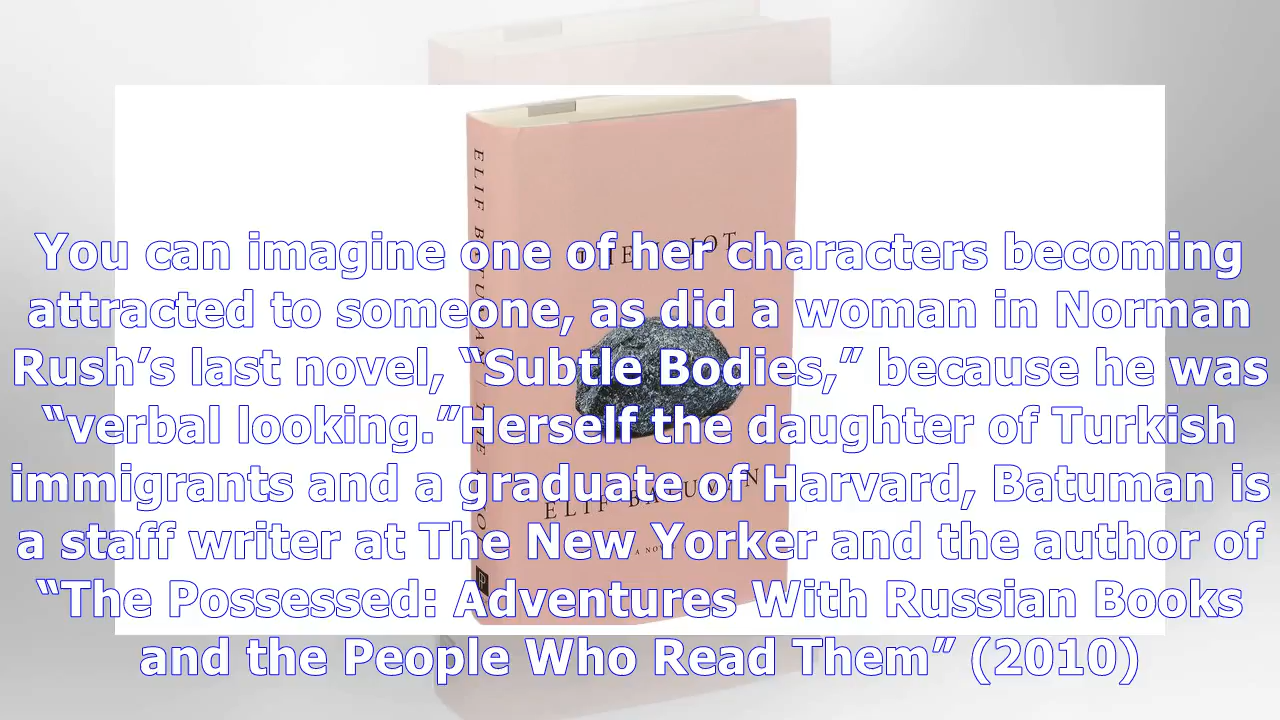 You can imagine one of her characters becoming
attracted to someone, as did a woman in Norman
Rush’s last novel, “Subtle Bodies,” because he was
“verbal looking.”Herself the daughter of Turkish
immigrants and a graduate of Harvard, Batuman is
a staff writer at The New Yorker and the author of
“The Possessed: Adventures With Russian Books
and the People Who Read Them” (2010)
ELIF BATUMAN
A NOVEL